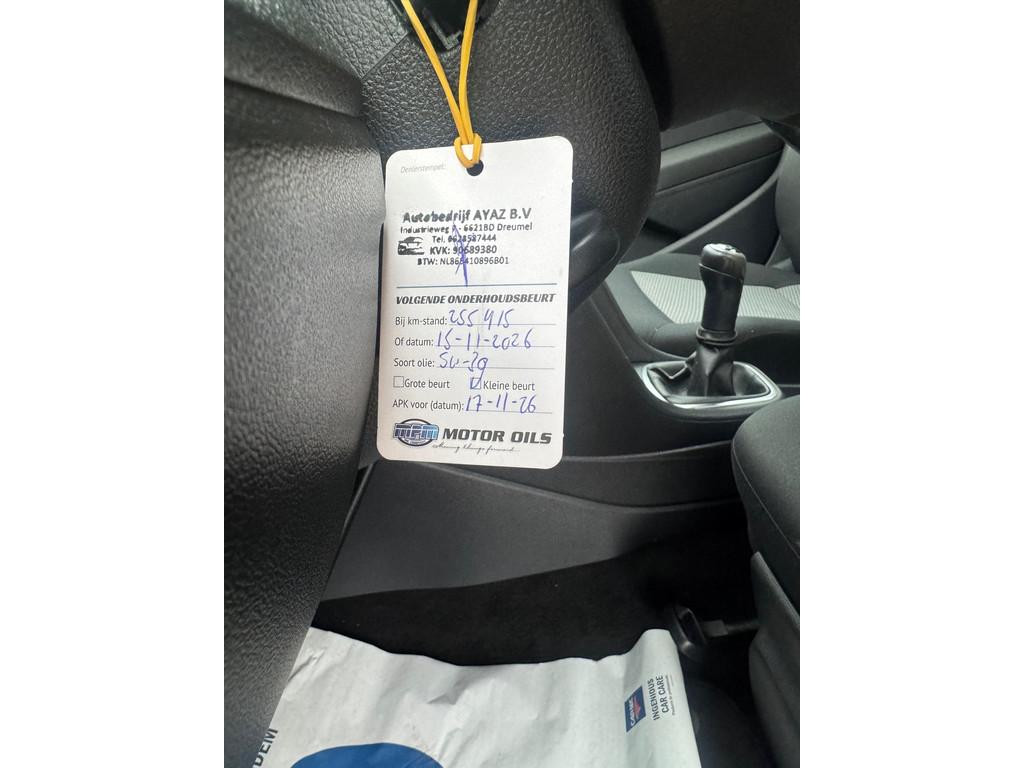 Dealerstempel:
Autobedrijf AYAZ B.V
Industrieweg - 6621BD Dreumel
Tel.
KVK: 90689380
BTW: NL865410896B01
VOLGENDE ONDERHOUDSBEURT
Bij km-stand: 255 415
Of datum: 15-11-2026
Soort olie: 5w-30
Grote beurt Kleine beurt
APK voor (datum): 17-11-26
MOTOR OILS
INGENIOUS
CAR CARE